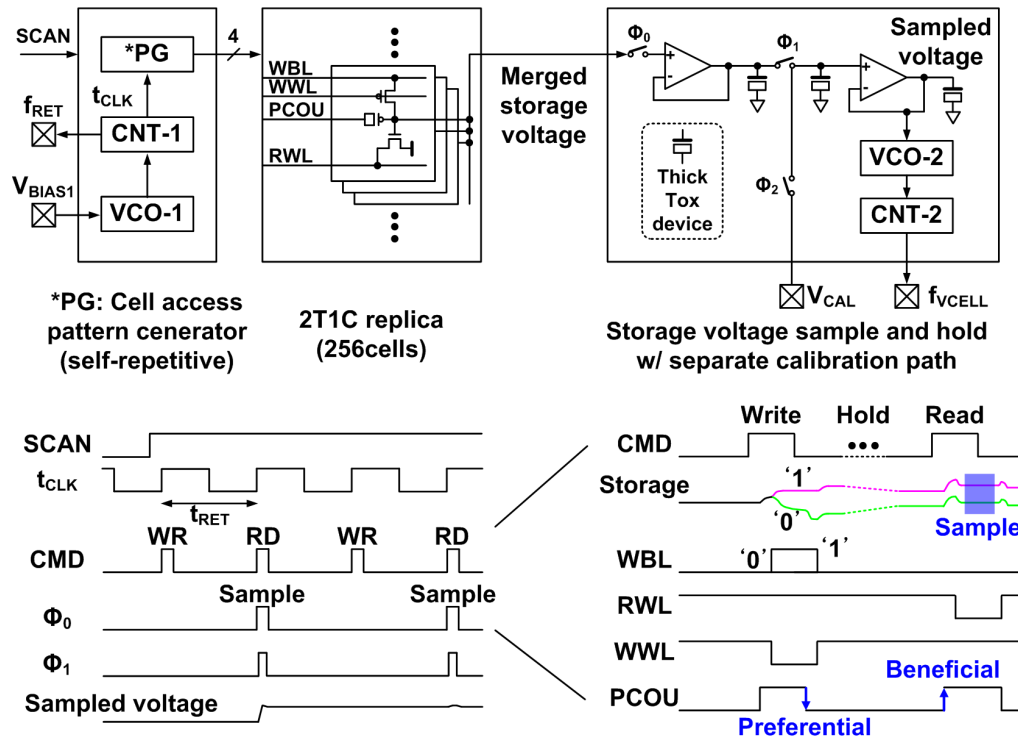 SCAN
*PG
4
tCLK
fRET
CNT-1
VBIAS1
VCO-1
*PG: Cell access
pattern cenerator
(self-repetitive)
WBL
WWL
PCOU
RWL
2T1C replica
(256cells)
Merged
storage
voltage
Φ0
+
-
Φ1
Sampled
voltage
+
-
Thick
Tox
device
Φ2
VCO-2
CNT-2
VCAL
fVCELL
Storage voltage sample and hold
w/ separate calibration path
SCAN
tCLK
tRET
WR RD WR RD
CMD
Sample Sample
Φ0
Φ1
Sampled voltage
Write Hold Read
CMD
Storage
'1'
'0'
Sample
WBL
'0' '1'
RWL
WWL
Beneficial
PCOU
Preferential